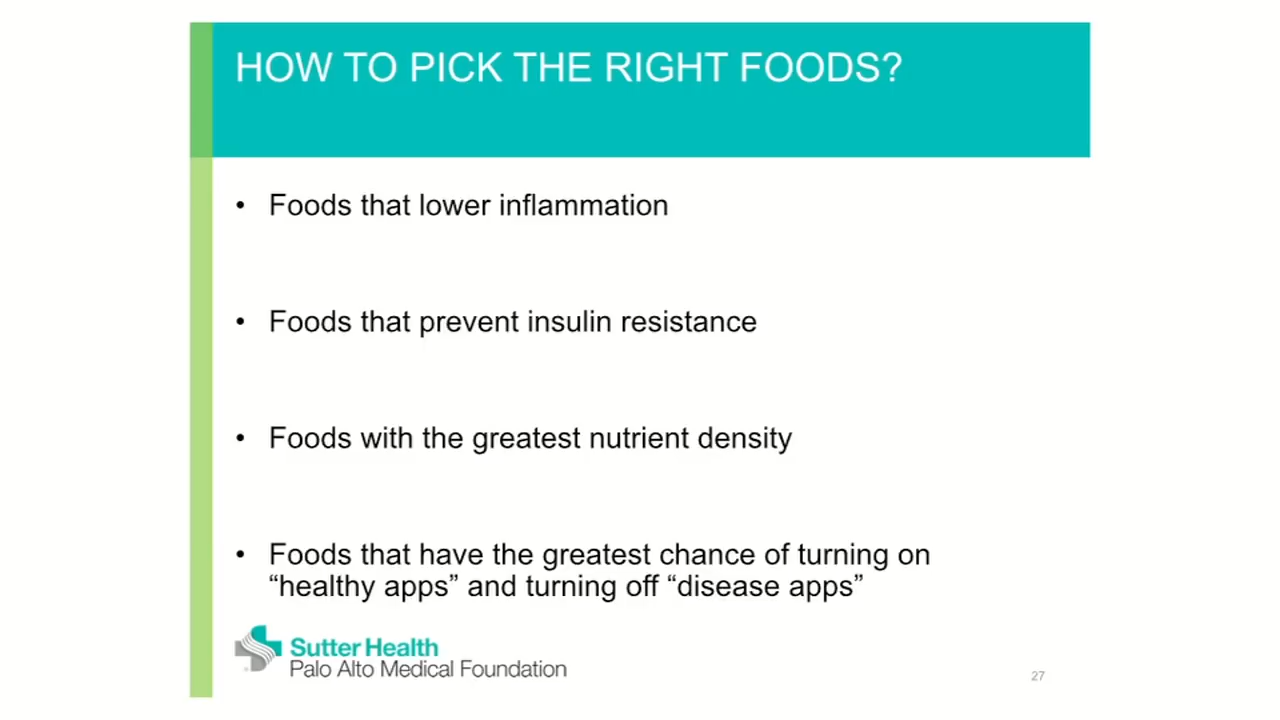 HOW TO PICK THE RIGHT FOODS?
• Foods that lower inflammation
• Foods that prevent insulin resistance
• Foods with the greatest nutrient density
• Foods that have the greatest chance of turning on
“healthy apps” and turning off “disease apps”
Sutter Health
Palo Alto Medical Foundation
27